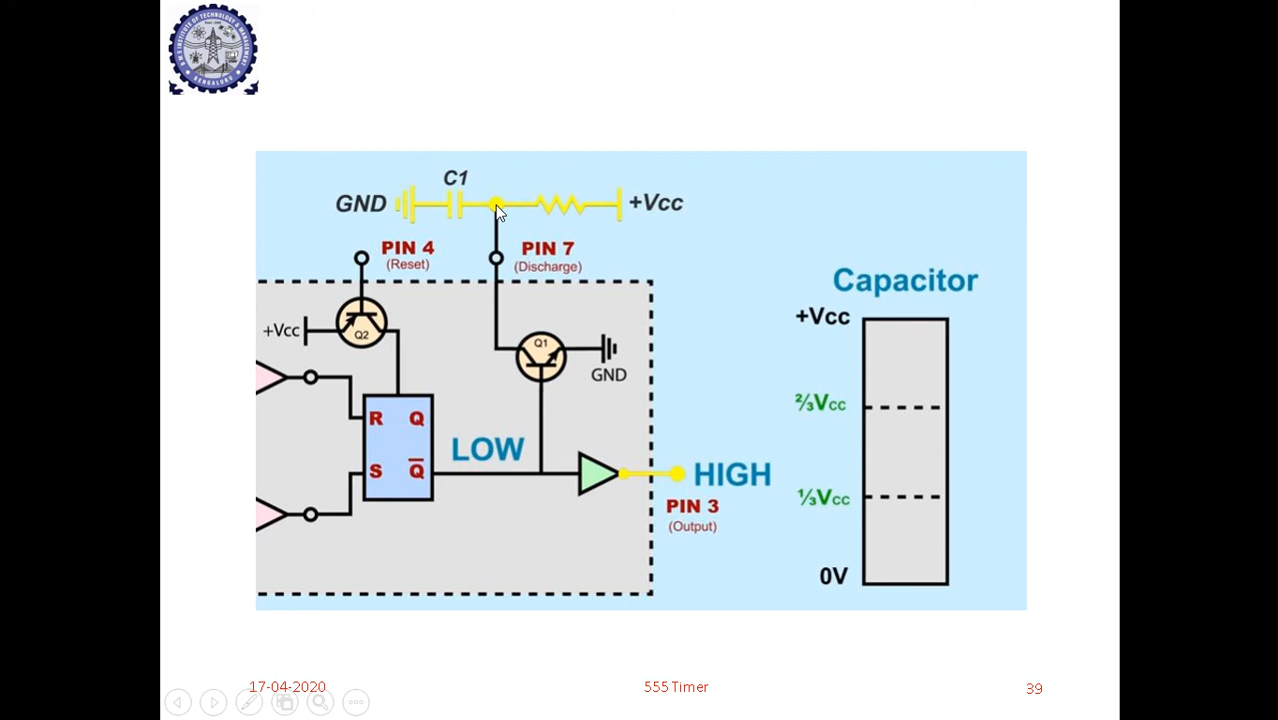 C1
GND
+Vcc
PIN 4
(Reset)
PIN 7
(Discharge)
+Vcc
Q2
Q1
GND
R Q
S Q̅
LOW
HIGH
PIN 3
(Output)
Capacitor
+Vcc
⅔Vcc
⅓Vcc
0V
17-04-2020
555 Timer
39